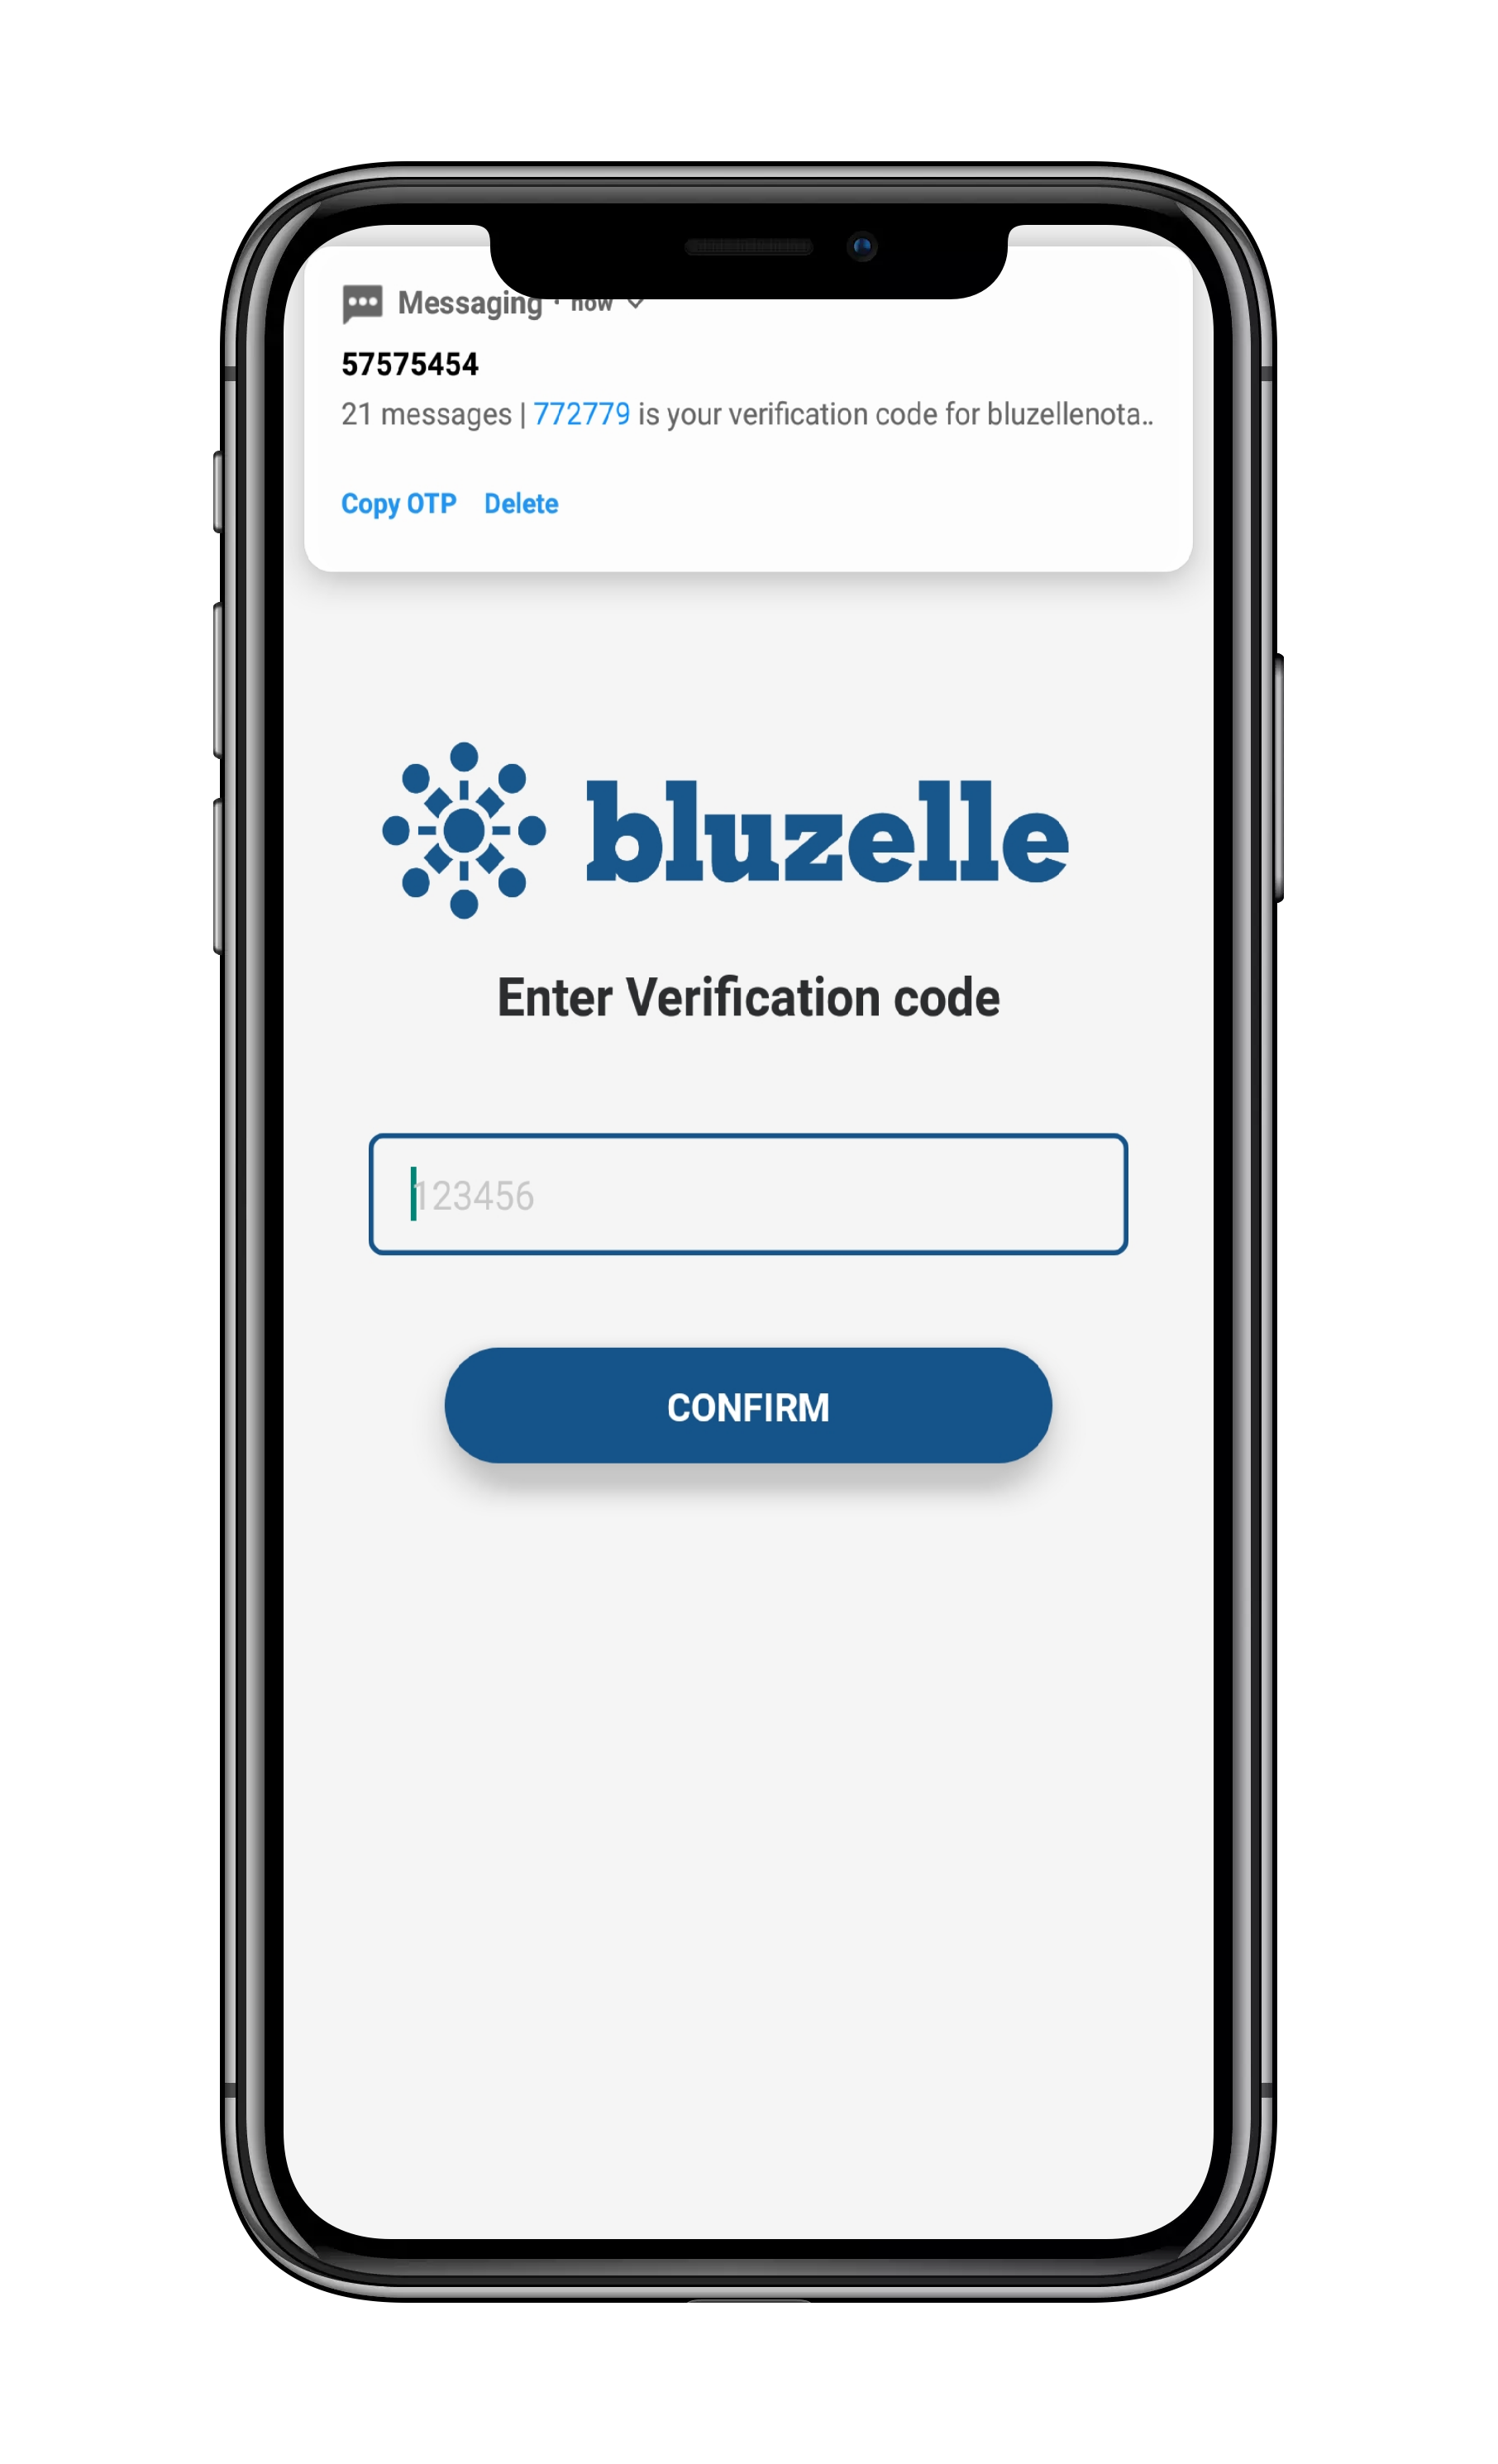 Messaging · now
57575454
21 messages | 772779 is your verification code for bluzellenota..
Copy OTP Delete
bluzelle
Enter Verification code
123456
CONFIRM